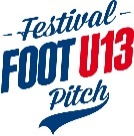 Festival
FOOT U13
Pitch